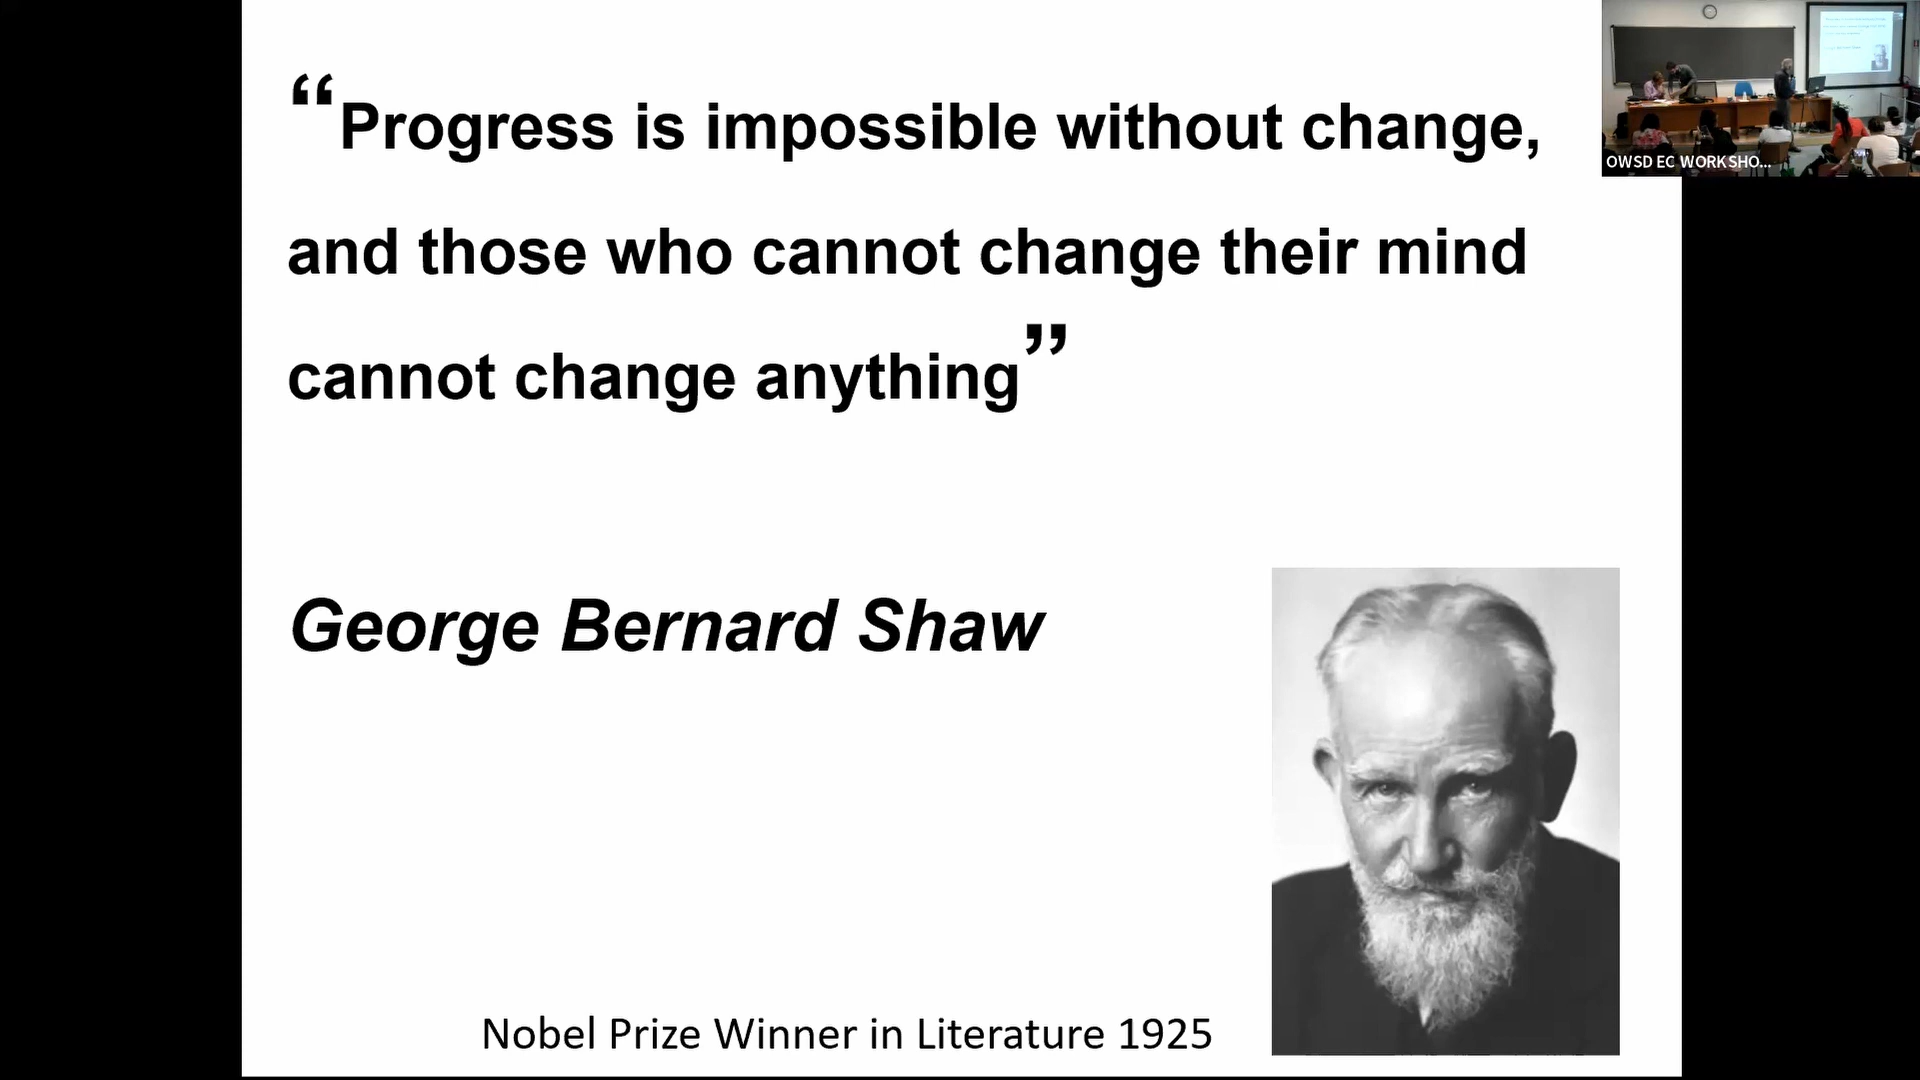 “Progress is impossible without change,
and those who cannot change their mind
cannot change anything”
George Bernard Shaw
Nobel Prize Winner in Literature 1925
OWSD EC WORKSHO...